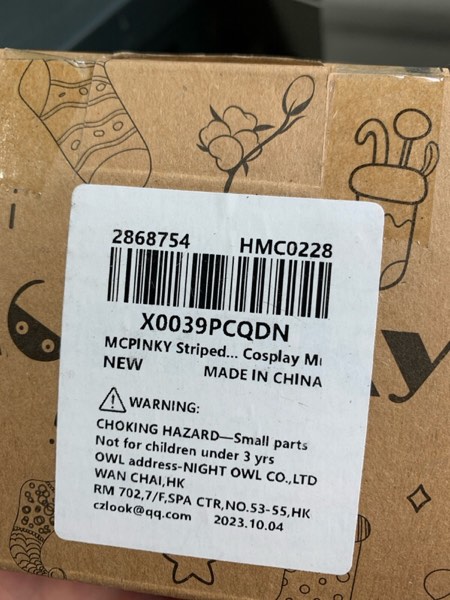 2868754 HMC0228
X0039PCQDN
MCPINKY Striped... Cosplay Mi
NEW MADE IN CHINA
WARNING:
CHOKING HAZARD—Small parts
Not for children under 3 yrs
OWL address-NIGHT OWL CO.,LTD
WAN CHAI,HK
RM 702,7/F,SPA CTR,NO.53-55,HK
czlook@qq.com 2023.10.04